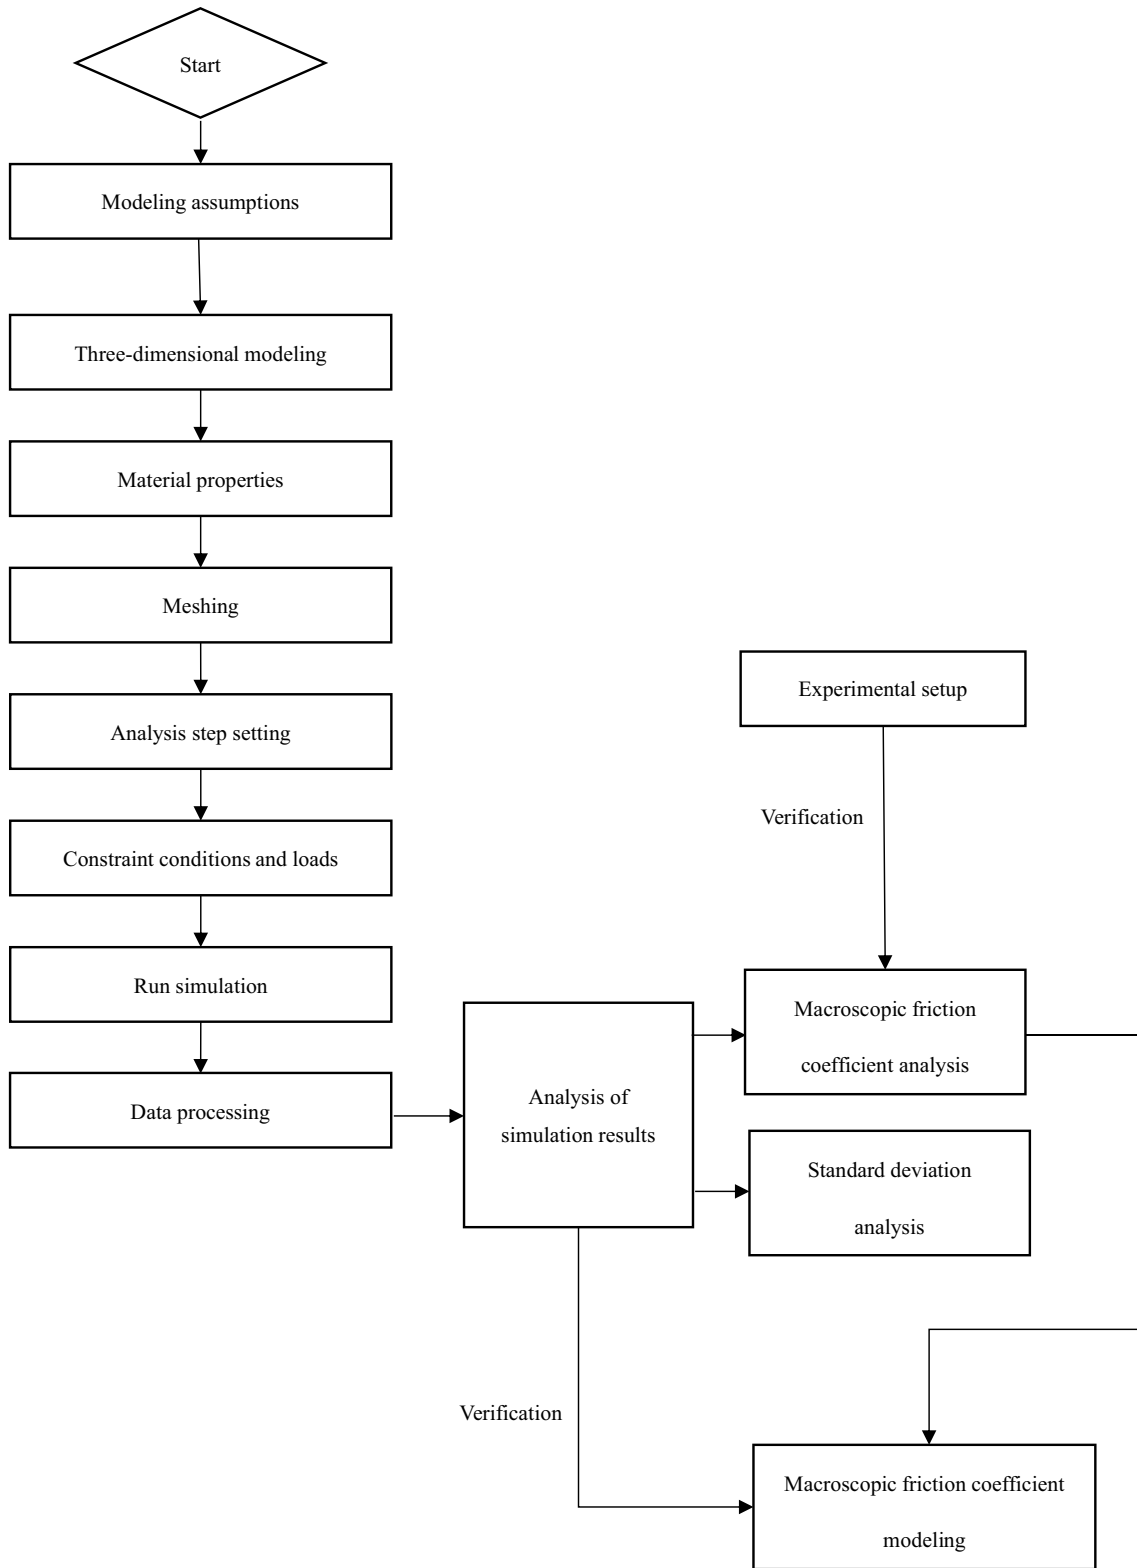 Start
Modeling assumptions
Three-dimensional modeling
Material properties
Meshing
Analysis step setting
Constraint conditions and loads
Run simulation
Data processing
Analysis of
simulation results
Experimental setup
Verification
Macroscopic friction
coefficient analysis
Standard deviation
analysis
Verification
Macroscopic friction coefficient
modeling